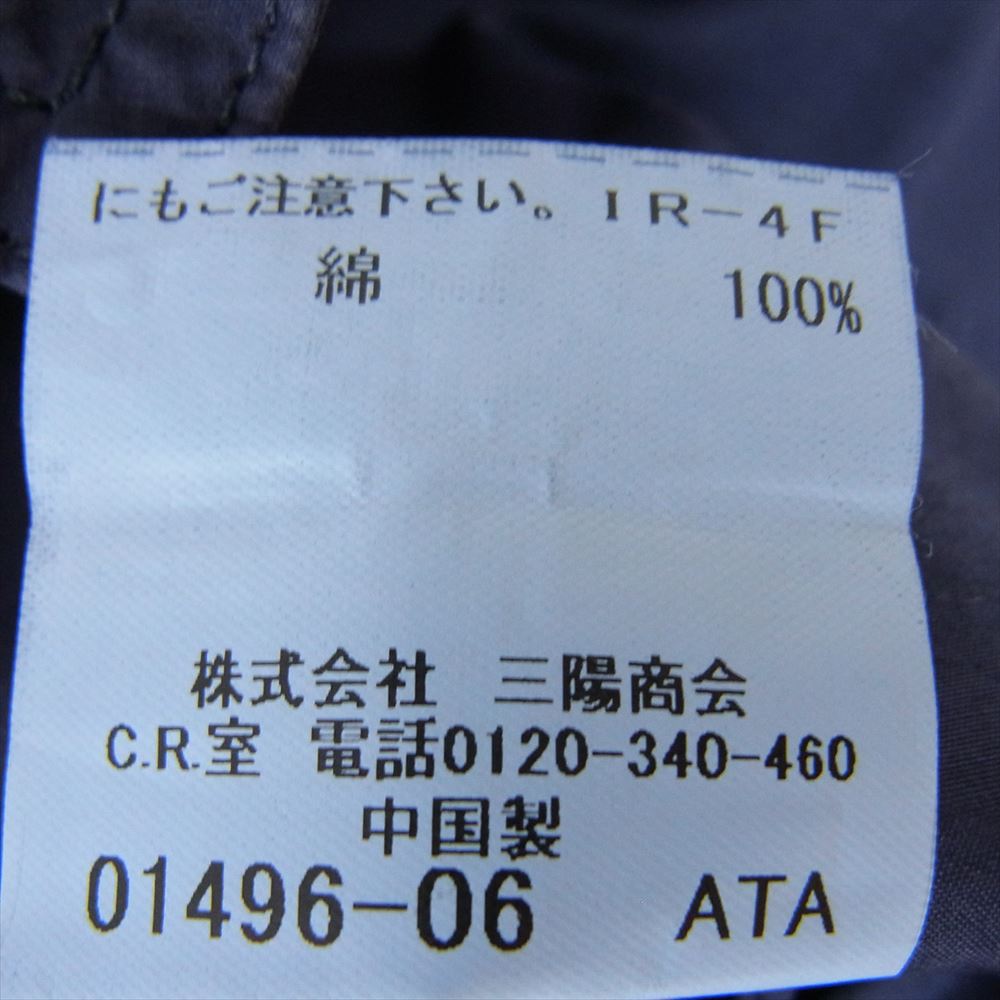 にもご注意下さい。IR-4F
綿 100%
株式会社 三陽商会
C.R.室 電話0120-340-460
中国製
01496-06 ATA